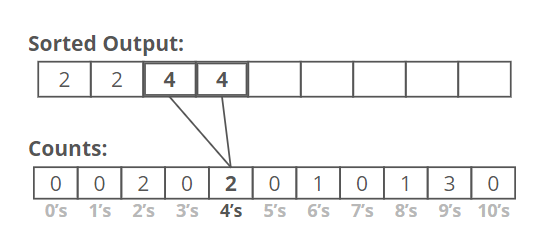 Sorted Output:
2 2 4 4
Counts:
0 0 2 0 2 0 1 0 1 3 0
0’s 1’s 2’s 3’s 4’s 5’s 6’s 7’s 8’s 9’s 10’s